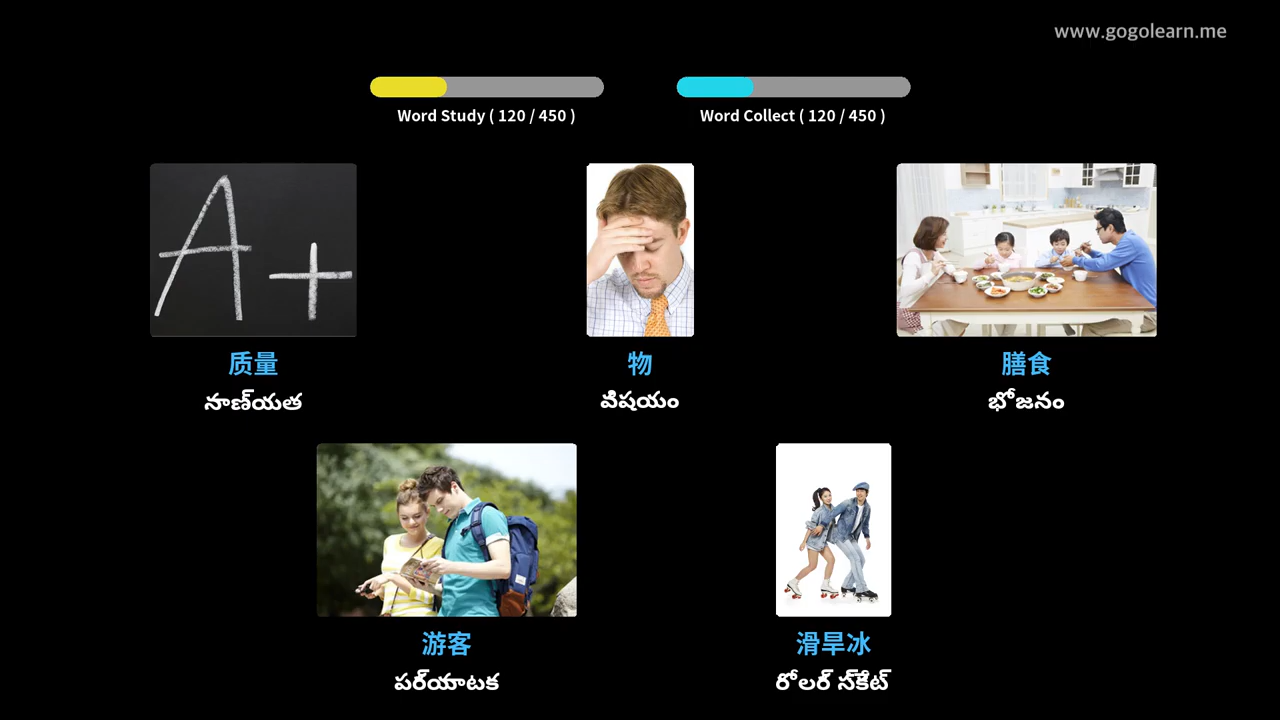 www.gogolearn.me
Word Study ( 120 / 450 )
Word Collect ( 120 / 450 )
A+
质量
నాణ్యత
物
విషయం
膳食
భోజనం
游客
పర్యాటక
滑旱冰
రోలర్ స్కేట్